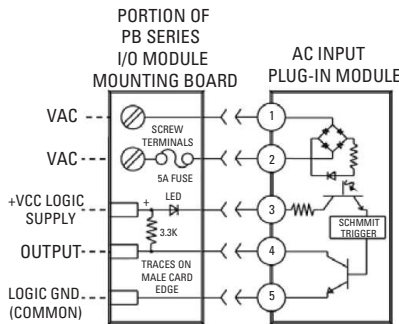 PORTION OF
PB SERIES
I/O MODULE
MOUNTING BOARD
AC INPUT
PLUG-IN MODULE
VAC
SCREW
TERMINALS
1
VAC
5A FUSE
2
+VCC LOGIC
SUPPLY
+
LED
3
3.3K
SCHMMIT
TRIGGER
OUTPUT
4
TRACES ON
MALE CARD
EDGE
LOGIC GND
(COMMON)
5